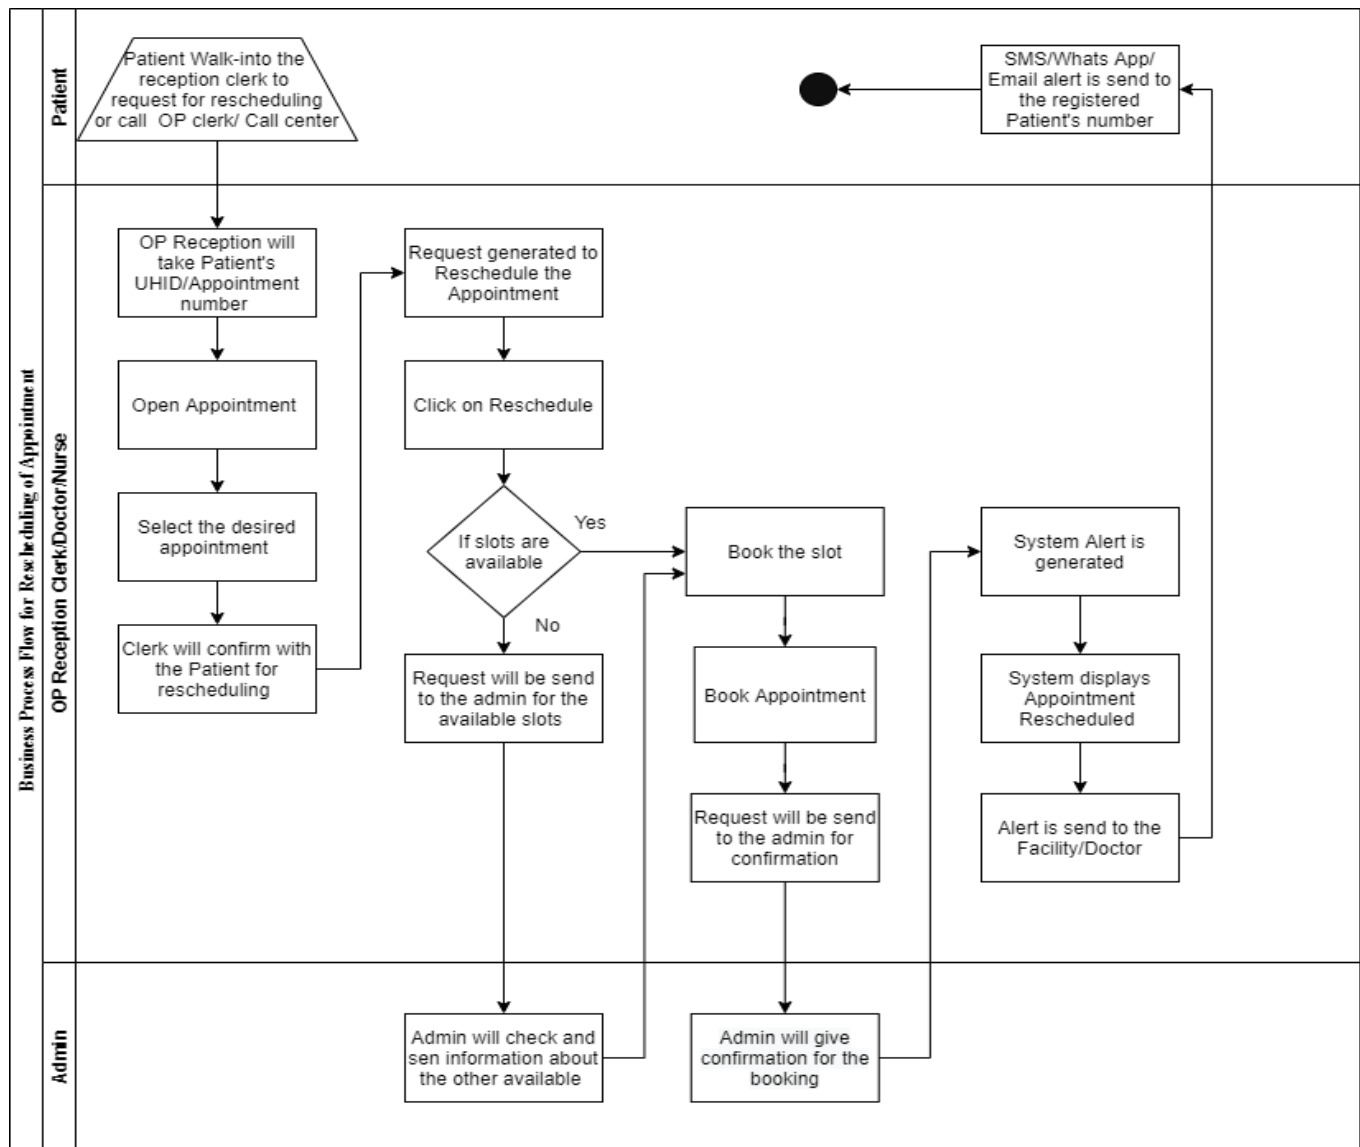 Business Process Flow for Rescheduling of Appointment
Patient
Patient Walk-into the
reception clerk to
request for rescheduling
or call OP clerk/ Call center
SMS/Whats App/
Email alert is send to
the registered
Patient's number
OP Reception Clerk/Doctor/Nurse
OP Reception will
take Patient's
UHID/Appointment
number
Open Appointment
Select the desired
appointment
Clerk will confirm with
the Patient for
rescheduling
Request generated to
Reschedule the
Appointment
Click on Reschedule
If slots are
available
Yes
No
Request will be send
to the admin for the
available slots
Book the slot
Book Appointment
Request will be send
to the admin for
confirmation
System Alert is
generated
System displays
Appointment
Rescheduled
Alert is send to the
Facility/Doctor
Admin
Admin will check and
sen information about
the other available
Admin will give
confirmation for the
booking